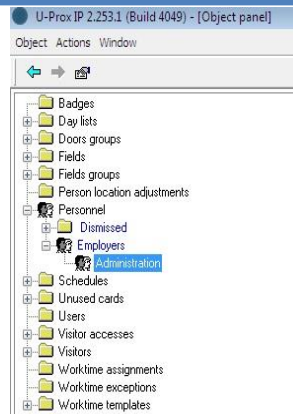 U-Prox IP 2.253.1 (Build 4049) - [Object panel]
Object Actions Window
Badges
Day lists
Doors groups
Fields
Fields groups
Person location adjustments
Personnel
Dismissed
Employers
Administration
Schedules
Unused cards
Users
Visitor accesses
Visitors
Worktime assignments
Worktime exceptions
Worktime templates